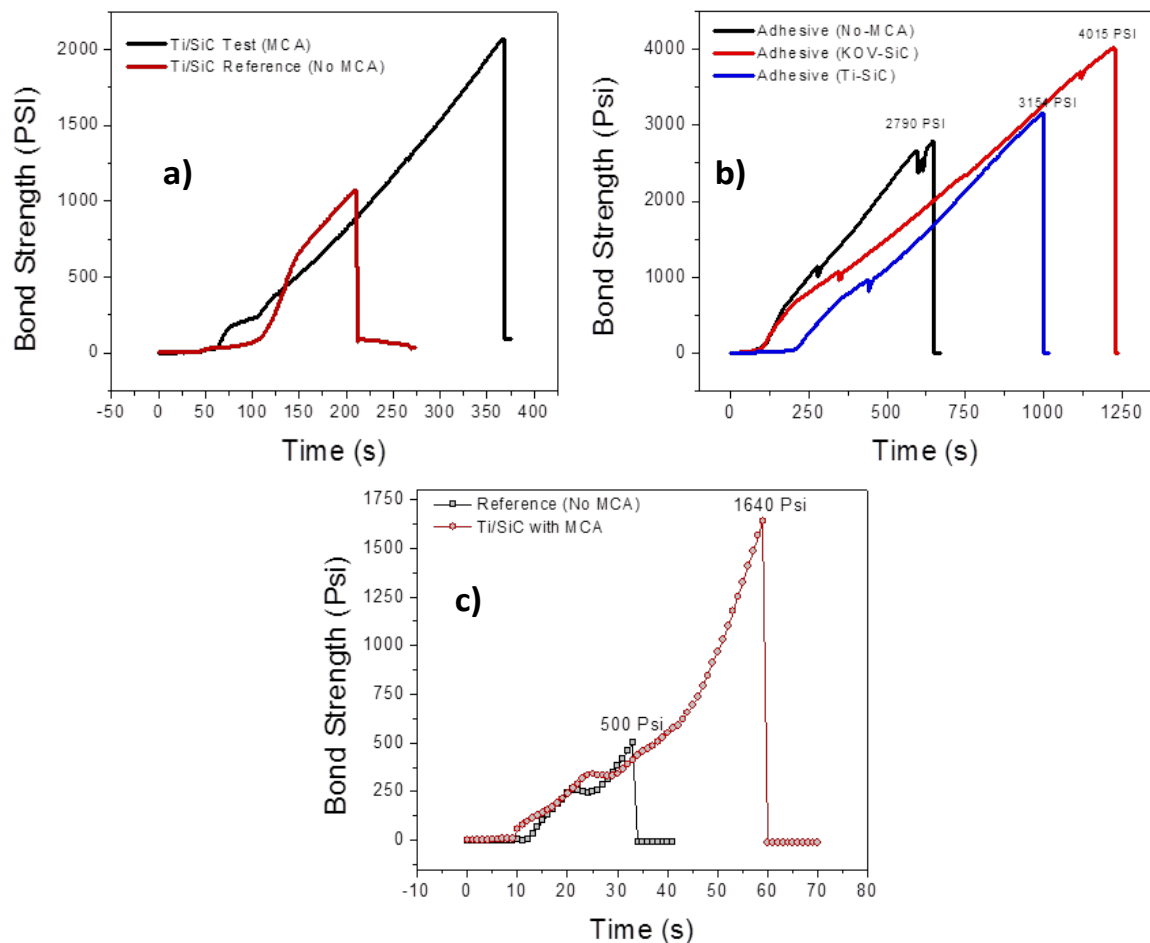 Ti/SiC Test (MCA)
Ti/SiC Reference (No MCA)
a)
2000
1500
1000
500
0
Bond Strength (PSI)
-50 0 50 100 150 200 250 300 350 400
Time (s)
Adhesive (No-MCA)
Adhesive (KOV-SiC)
Adhesive (Ti-SiC)
4015 PSI
3154 PSI
2790 PSI
b)
4000
3000
2000
1000
0
Bond Strength (Psi)
0 250 500 750 1000 1250
Time (s)
Reference (No MCA)
Ti/SiC with MCA
1640 Psi
500 Psi
c)
1750
1500
1250
1000
750
500
250
0
Bond Strength (Psi)
-10 0 10 20 30 40 50 60 70 80
Time (s)